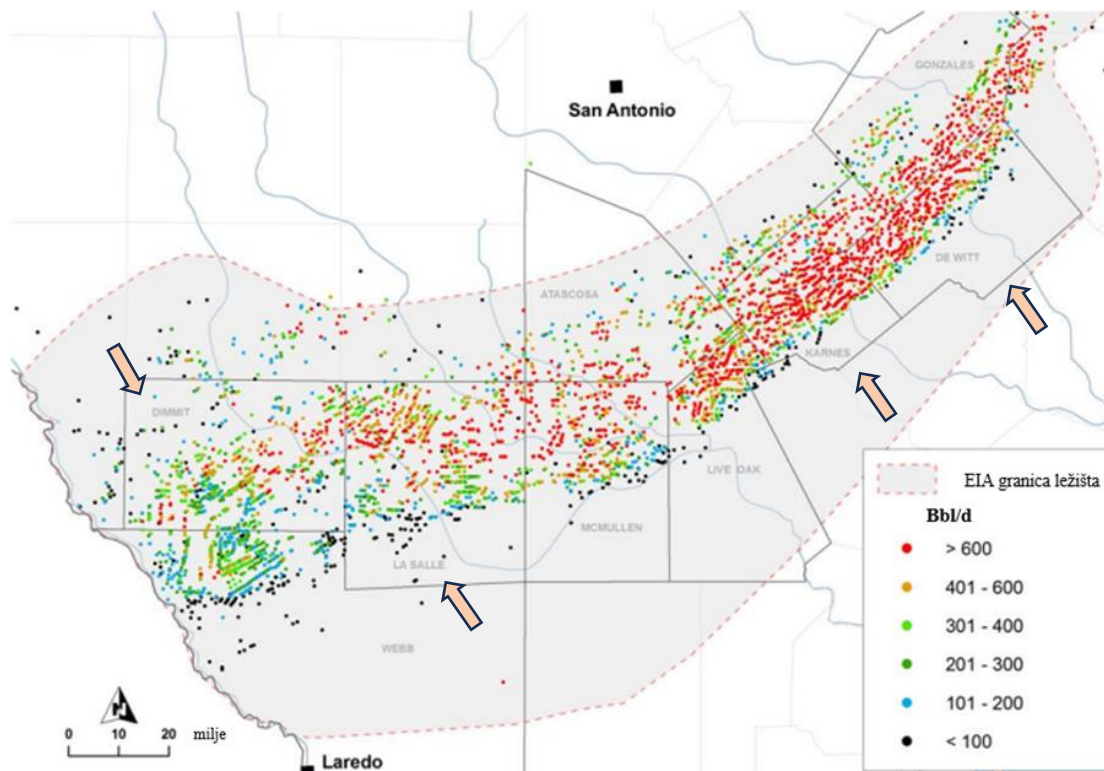 GONZALES
San Antonio
DE WITT
ATASCOSA
KARNES
DIMMIT
LIVE OAK
MCMULLEN
LA SALLE
WEBB
EIA granica ležišta
Bbl/d
> 600
401 - 600
301 - 400
201 - 300
101 - 200
< 100
N
0 10 20 milje
Laredo